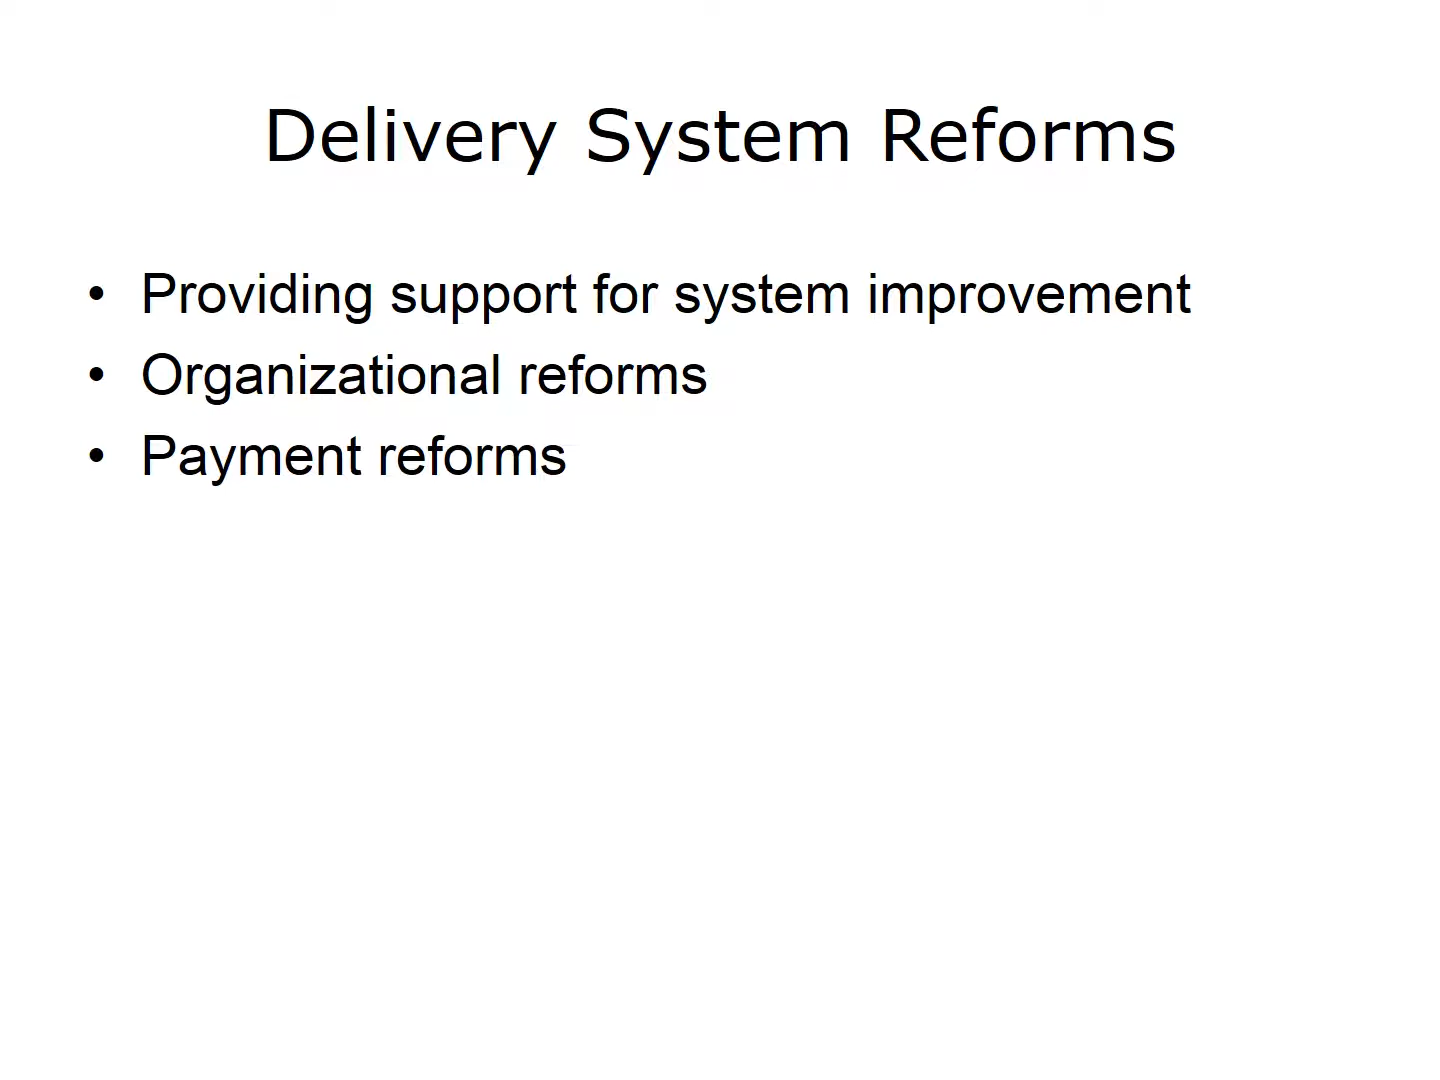 Delivery System Reforms
• Providing support for system improvement
• Organizational reforms
• Payment reforms